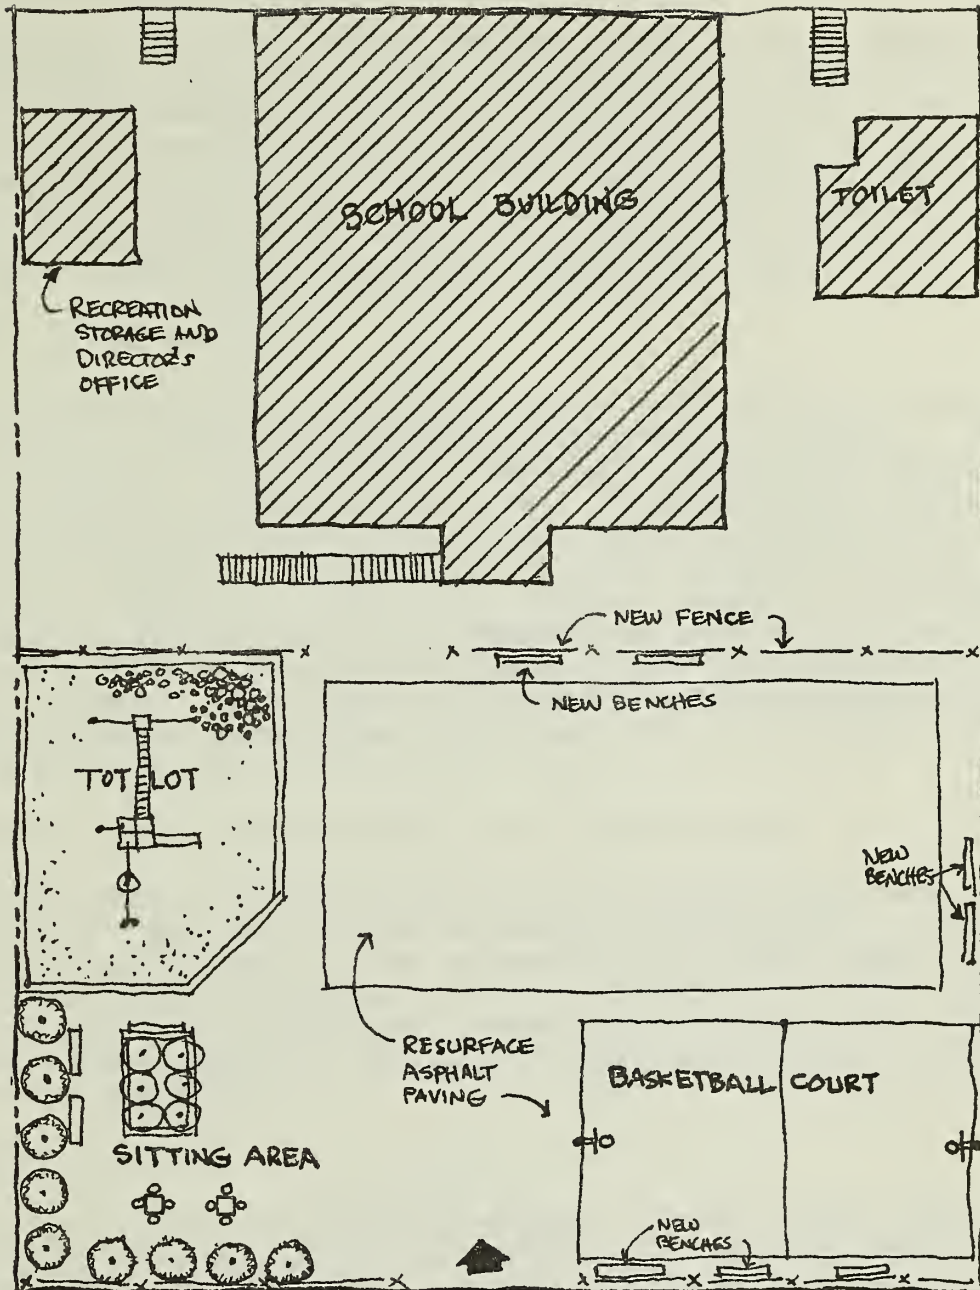 SCHOOL BUILDING
TOILET
RECREATION
STORAGE AND
DIRECTOR'S
OFFICE
NEW FENCE
NEW BENCHES
TOT LOT
NEW
BENCHES
RESURFACE
ASPHALT
PAVING
BASKETBALL COURT
SITTING AREA
NEW
BENCHES